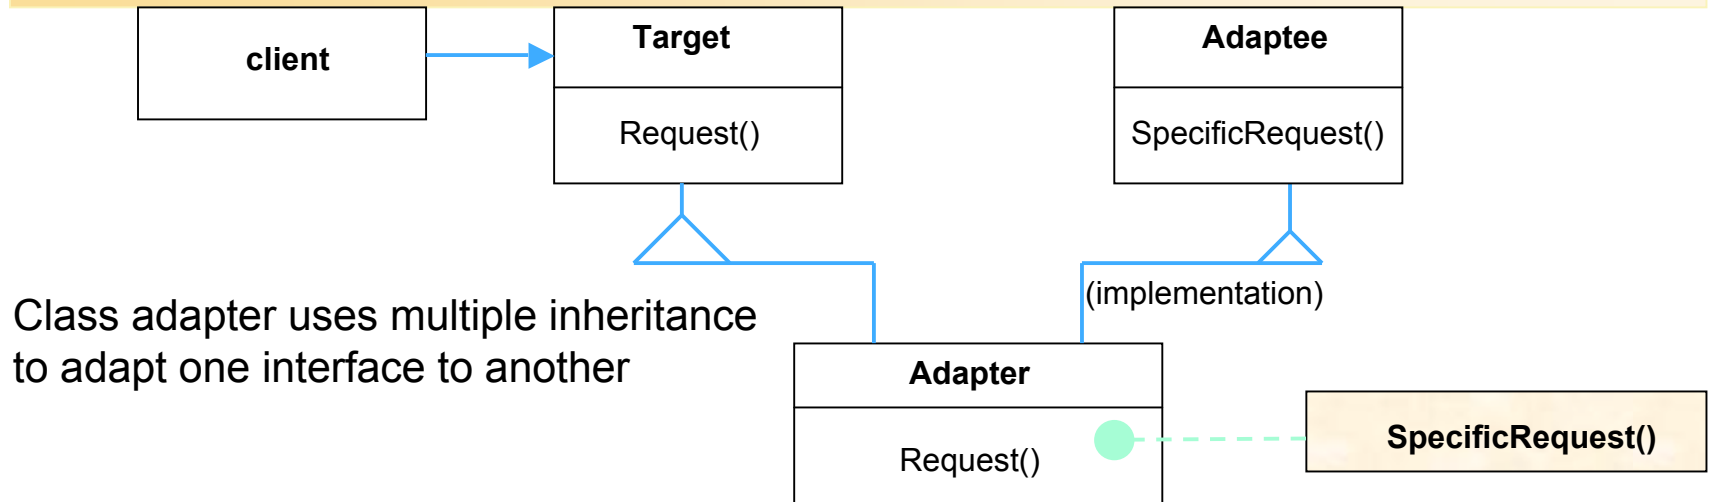 client
Target
Request()
Adaptee
SpecificRequest()
(implementation)
Class adapter uses multiple inheritance
to adapt one interface to another
Adapter
Request()
SpecificRequest()